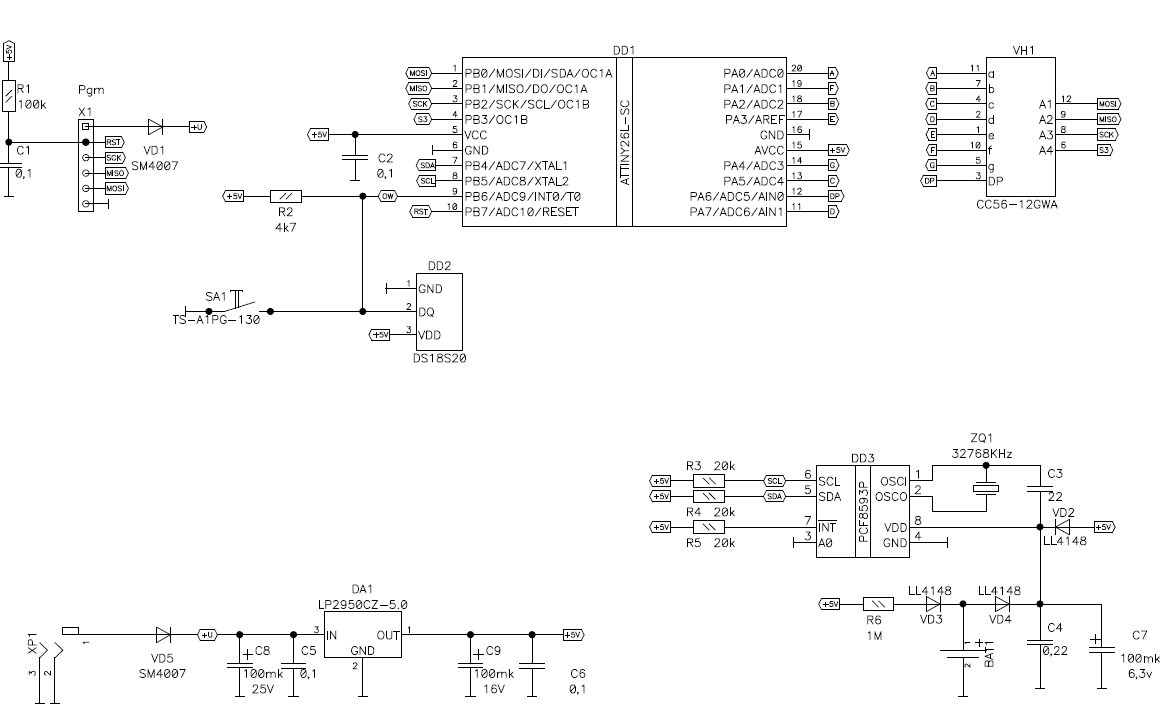 +5V
R1
100k
Pgm
X1
+U
VD1
SM4007
RST
SCK
MISO
MOSI
C1
0,1
DD1
ATTINY26L-SC
MOSI 1 PB0/MOSI/DI/SDA/OC1A
MISO 2 PB1/MISO/DO/OC1A
SCK 3 PB2/SCK/SCL/OC1B
S3 4 PB3/OC1B
+5V 5 VCC
6 GND
SDA 7 PB4/ADC7/XTAL1
SCL 8 PB5/ADC8/XTAL2
OW 9 PB6/ADC9/INT0/T0
RST 10 PB7/ADC10/RESET
PA0/ADC0 20 A
PA1/ADC1 19 F
PA2/ADC2 18 B
PA3/AREF 17 E
GND 16
AVCC 15 +5V
PA4/ADC3 14 G
PA5/ADC4 13 C
PA6/ADC5/AIN0 12 DP
PA7/ADC6/AIN1 11 D
C2
0,1
+5V
R2
4k7
VH1
A 11 a
B 7 b
C 4 c
D 2 d
E 1 e
F 10 f
G 5 g
DP 3 DP
A1 12 MOSI
A2 9 MISO
A3 8 SCK
A4 6 S3
CC56-12GWA
DD2
1 GND
2 DQ
+5V 3 VDD
DS18S20
SA1
TS-A1PG-130
ZQ1
32768KHz
DD3
PCF8593P
R3 20k
+5V SCL 6 SCL
+5V SDA 5 SDA
R4 20k
+5V 7 INT
R5 20k
3 A0
OSCI 1
OSCO 2
VDD 8
GND 4
C3
22
VD2
+5V
LL4148
LL4148
LL4148
+5V
R6
1M
VD3
VD4
1
+
BAT1
2
C4
0,22
+
C7
100mk
6,3v
DA1
LP2950CZ-5.0
3 IN
OUT 1
GND
2
XP1
1
3
2
VD5
SM4007
+U
+
C8
100mk
25V
C5
0,1
+
C9
100mk
16V
+5V
C6
0,1